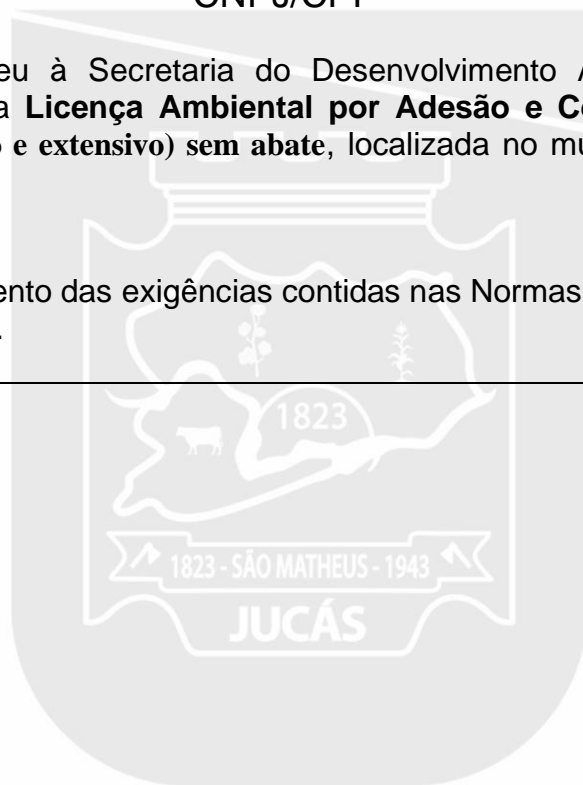 CNPJ/CPF
eu à Secretaria do Desenvolvimento A
a Licença Ambiental por Adesão e Co
e extensivo) sem abate, localizada no mu
ento das exigências contidas nas Normas
.
1823
1823 - SÃO MATHEUS - 1943
JUCÁS